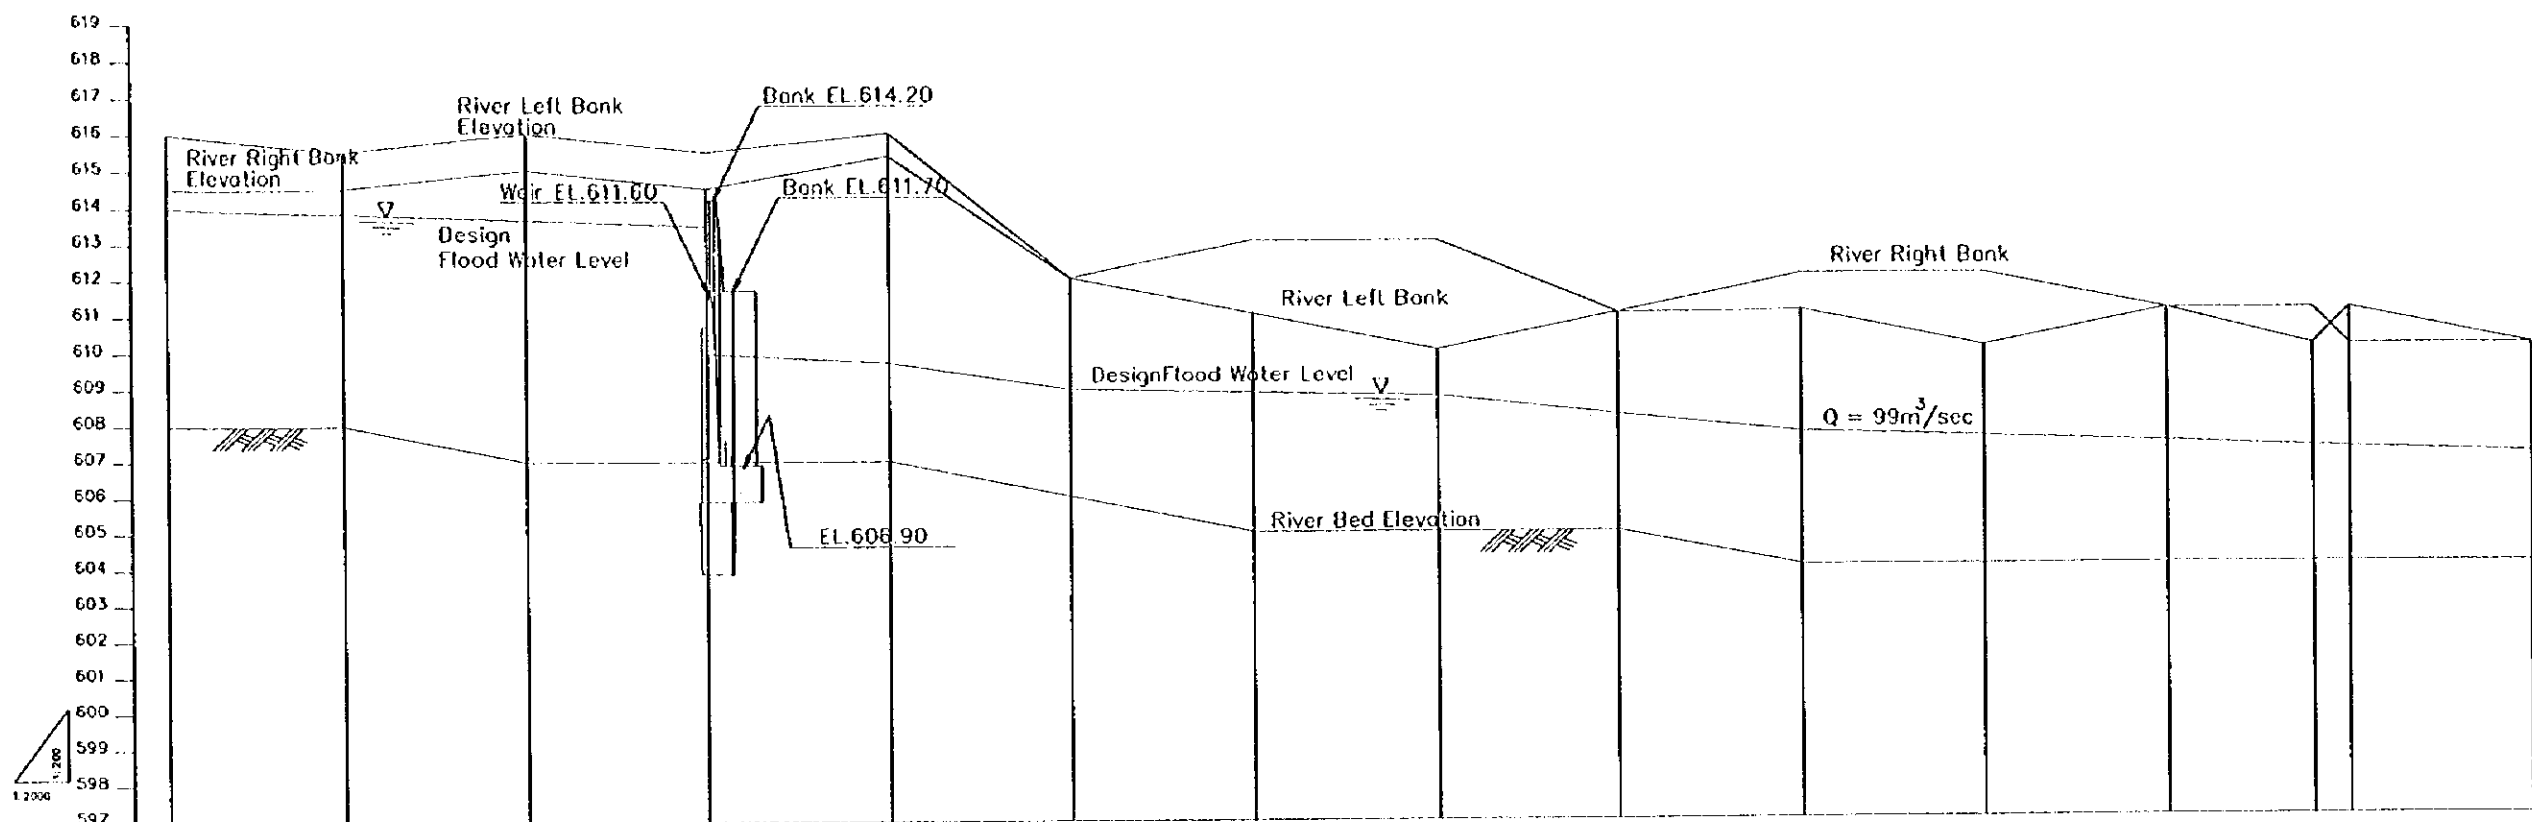 619
618
617
616
615
614
613
612
611
610
609
608
607
606
605
604
603
602
601
600
599
598
597
1:200
1:2000
River Left Bank
Elevation
Bank EL.614.20
River Right Bank
Elevation
Weir EL.611.60
Bank EL.611.70
Design
Flood Water Level
River Right Bank
River Left Bank
DesignFlood Water Level
Q = 99m³/sec
River Bed Elevation
EL.606.90